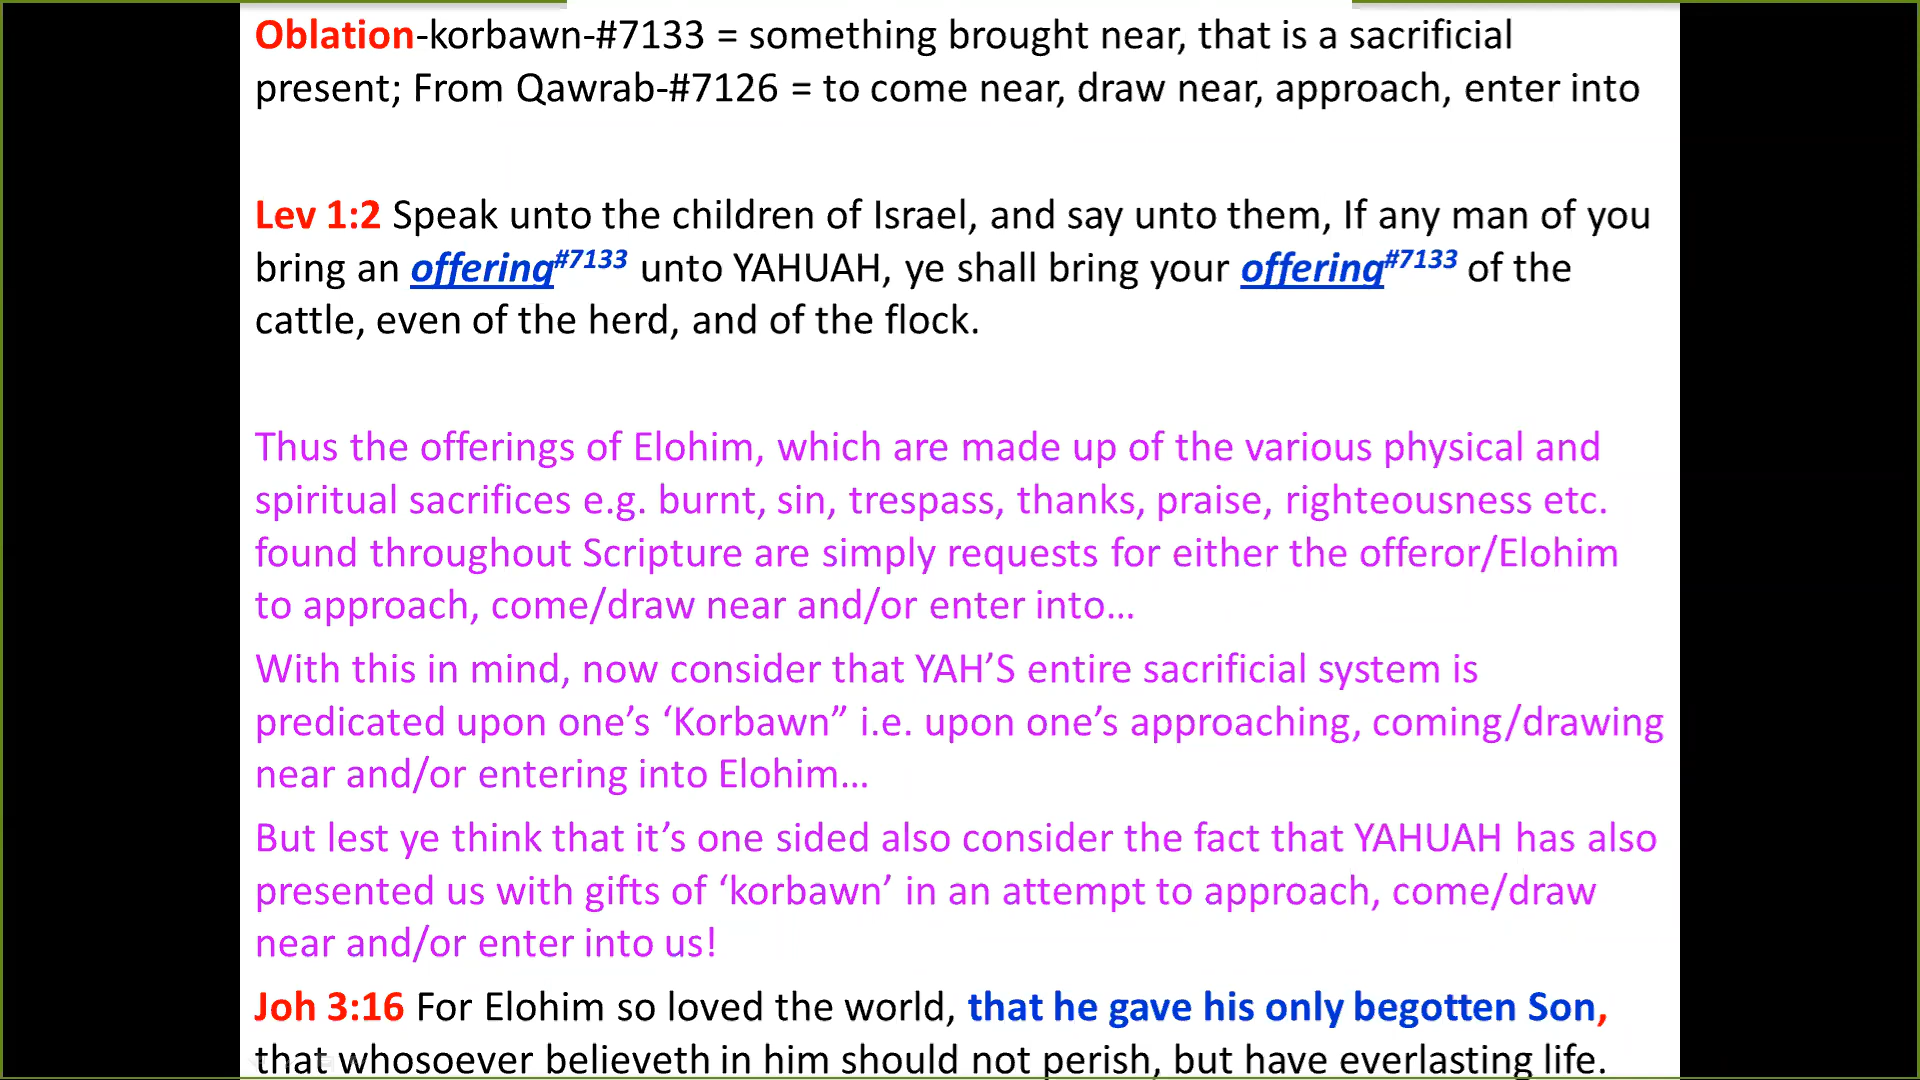 Oblation-korbawn-#7133 = something brought near, that is a sacrificial
present; From Qawrab-#7126 = to come near, draw near, approach, enter into
Lev 1:2 Speak unto the children of Israel, and say unto them, If any man of you
bring an offering#7133 unto YAHUAH, ye shall bring your offering#7133 of the
cattle, even of the herd, and of the flock.
Thus the offerings of Elohim, which are made up of the various physical and
spiritual sacrifices e.g. burnt, sin, trespass, thanks, praise, righteousness etc.
found throughout Scripture are simply requests for either the offeror/Elohim
to approach, come/draw near and/or enter into…
With this in mind, now consider that YAH’S entire sacrificial system is
predicated upon one’s ‘Korbawn” i.e. upon one’s approaching, coming/drawing
near and/or entering into Elohim…
But lest ye think that it’s one sided also consider the fact that YAHUAH has also
presented us with gifts of ‘korbawn’ in an attempt to approach, come/draw
near and/or enter into us!
Joh 3:16 For Elohim so loved the world, that he gave his only begotten Son,
that whosoever believeth in him should not perish, but have everlasting life.